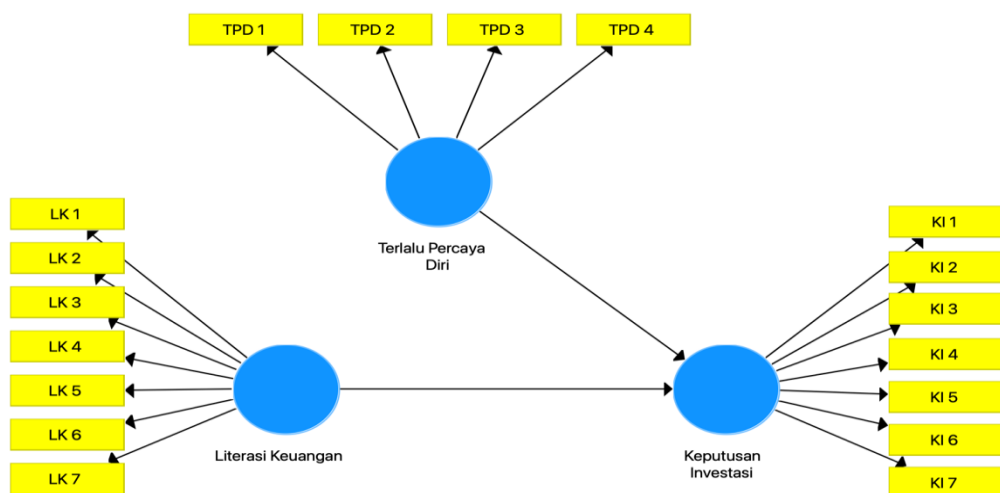 TPD 1
TPD 2
TPD 3
TPD 4
Terlalu Percaya
Diri
LK 1
LK 2
LK 3
LK 4
LK 5
LK 6
LK 7
Literasi Keuangan
KI 1
KI 2
KI 3
KI 4
KI 5
KI 6
KI 7
Keputusan
Investasi